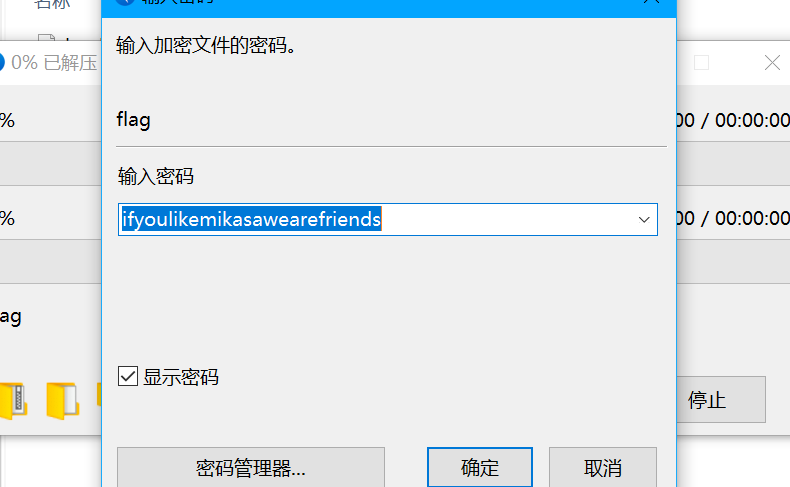 名称
输入密码
0% 已解压
输入加密文件的密码。
flag
%
00 / 00:00:00
输入密码
ifyoulikemikasawearefriends
%
00 / 00:00:00
ag
显示密码
停止
密码管理器...
确定
取消